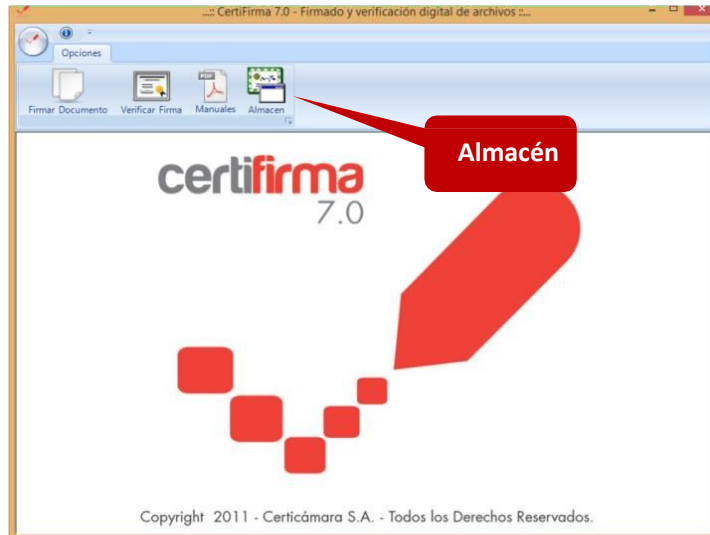 ...:: CertiFirma 7.0 - Firmado y verificación digital de archivos ::...
Opciones
Firmar Documento Verificar Firma Manuales Almacen
PDF
Almacén
certifirma
7.0
Copyright 2011 - Certicámara S.A. - Todos los Derechos Reservados.